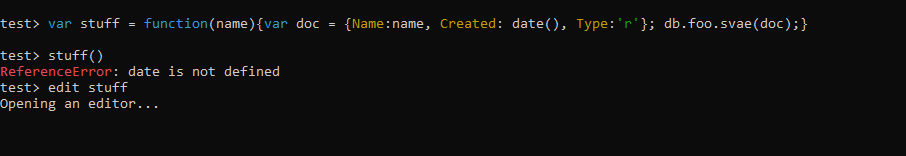 test> var stuff = function(name){var doc = {Name:name, Created: date(), Type:'r'}; db.foo.svae(doc);}
test> stuff()
ReferenceError: date is not defined
test> edit stuff
Opening an editor...